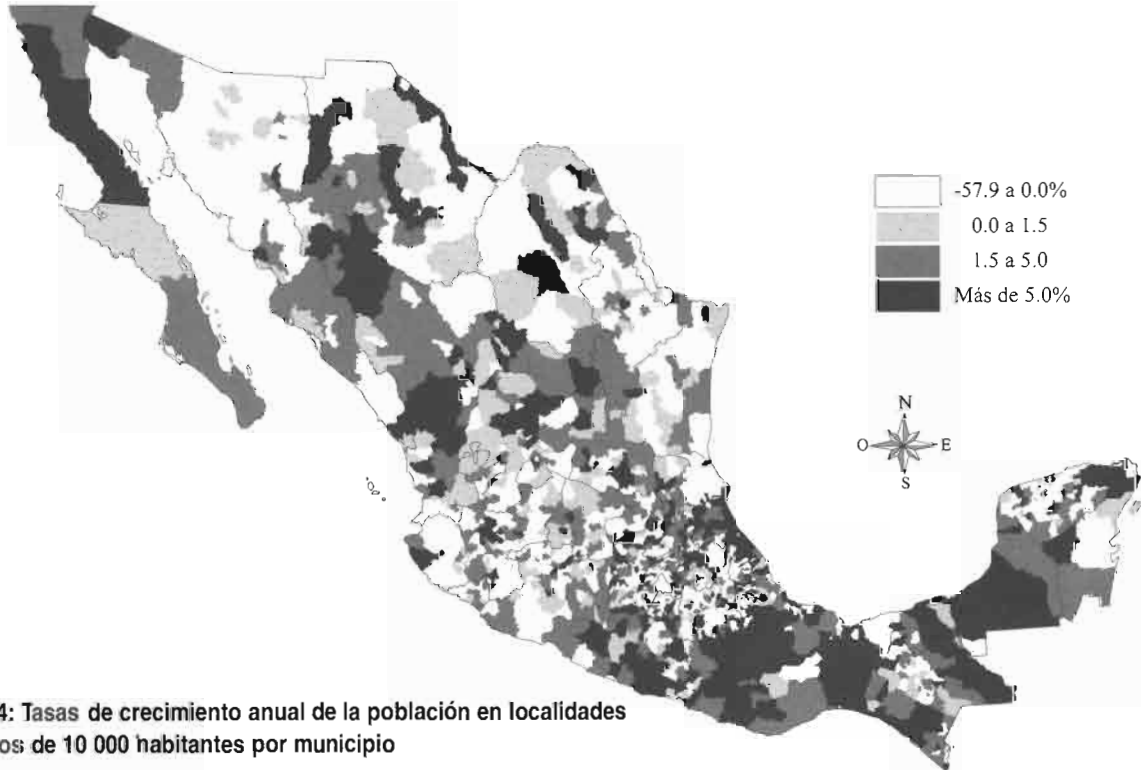 -57.9 a 0.0%
0.0 a 1.5
1.5 a 5.0
Más de 5.0%
N
O E
S
4: Tasas de crecimiento anual de la población en localidades
os de 10 000 habitantes por municipio